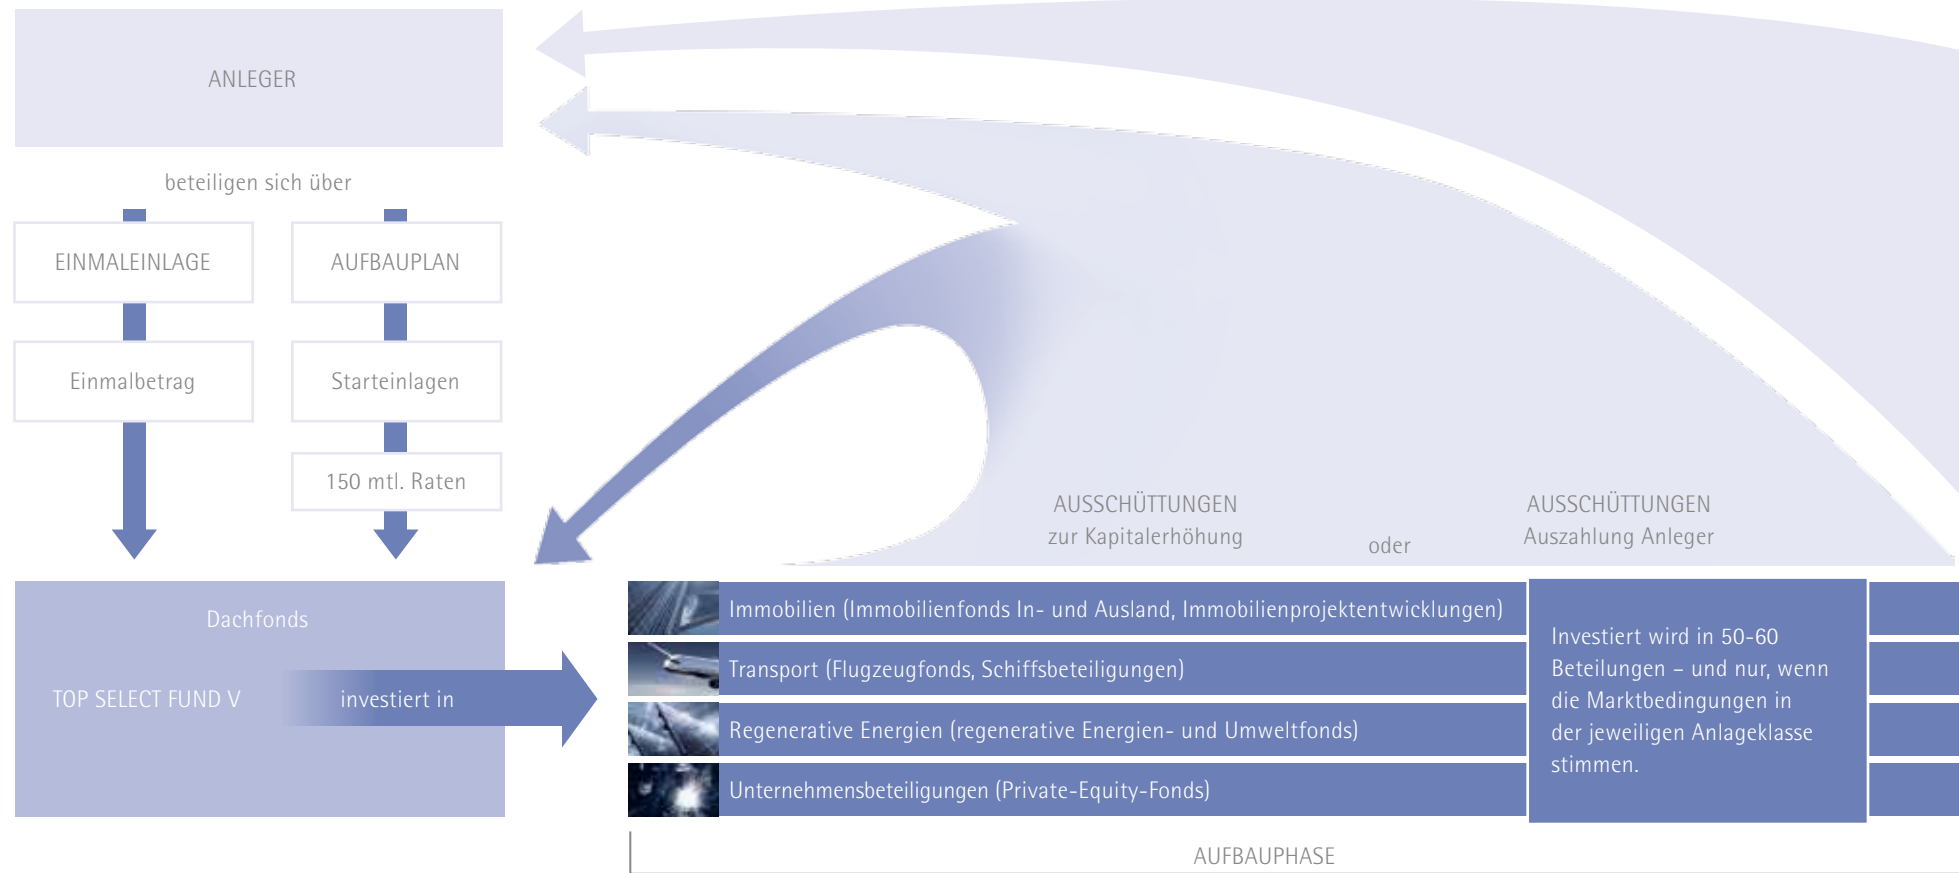 ANLEGER
beteiligen sich über
EINMALEINLAGE
AUFBAUPLAN
Einmalbetrag
Starteinlagen
150 mtl. Raten
AUSSCHÜTTUNGEN
zur Kapitalerhöhung
oder
AUSSCHÜTTUNGEN
Auszahlung Anleger
Dachfonds
TOP SELECT FUND V
investiert in
Immobilien (Immobilienfonds In- und Ausland, Immobilienprojektentwicklungen)
Transport (Flugzeugfonds, Schiffsbeteiligungen)
Regenerative Energien (regenerative Energien- und Umweltfonds)
Unternehmensbeteiligungen (Private-Equity-Fonds)
Investiert wird in 50-60
Beteilungen – und nur, wenn
die Marktbedingungen in
der jeweiligen Anlageklasse
stimmen.
AUFBAUPHASE